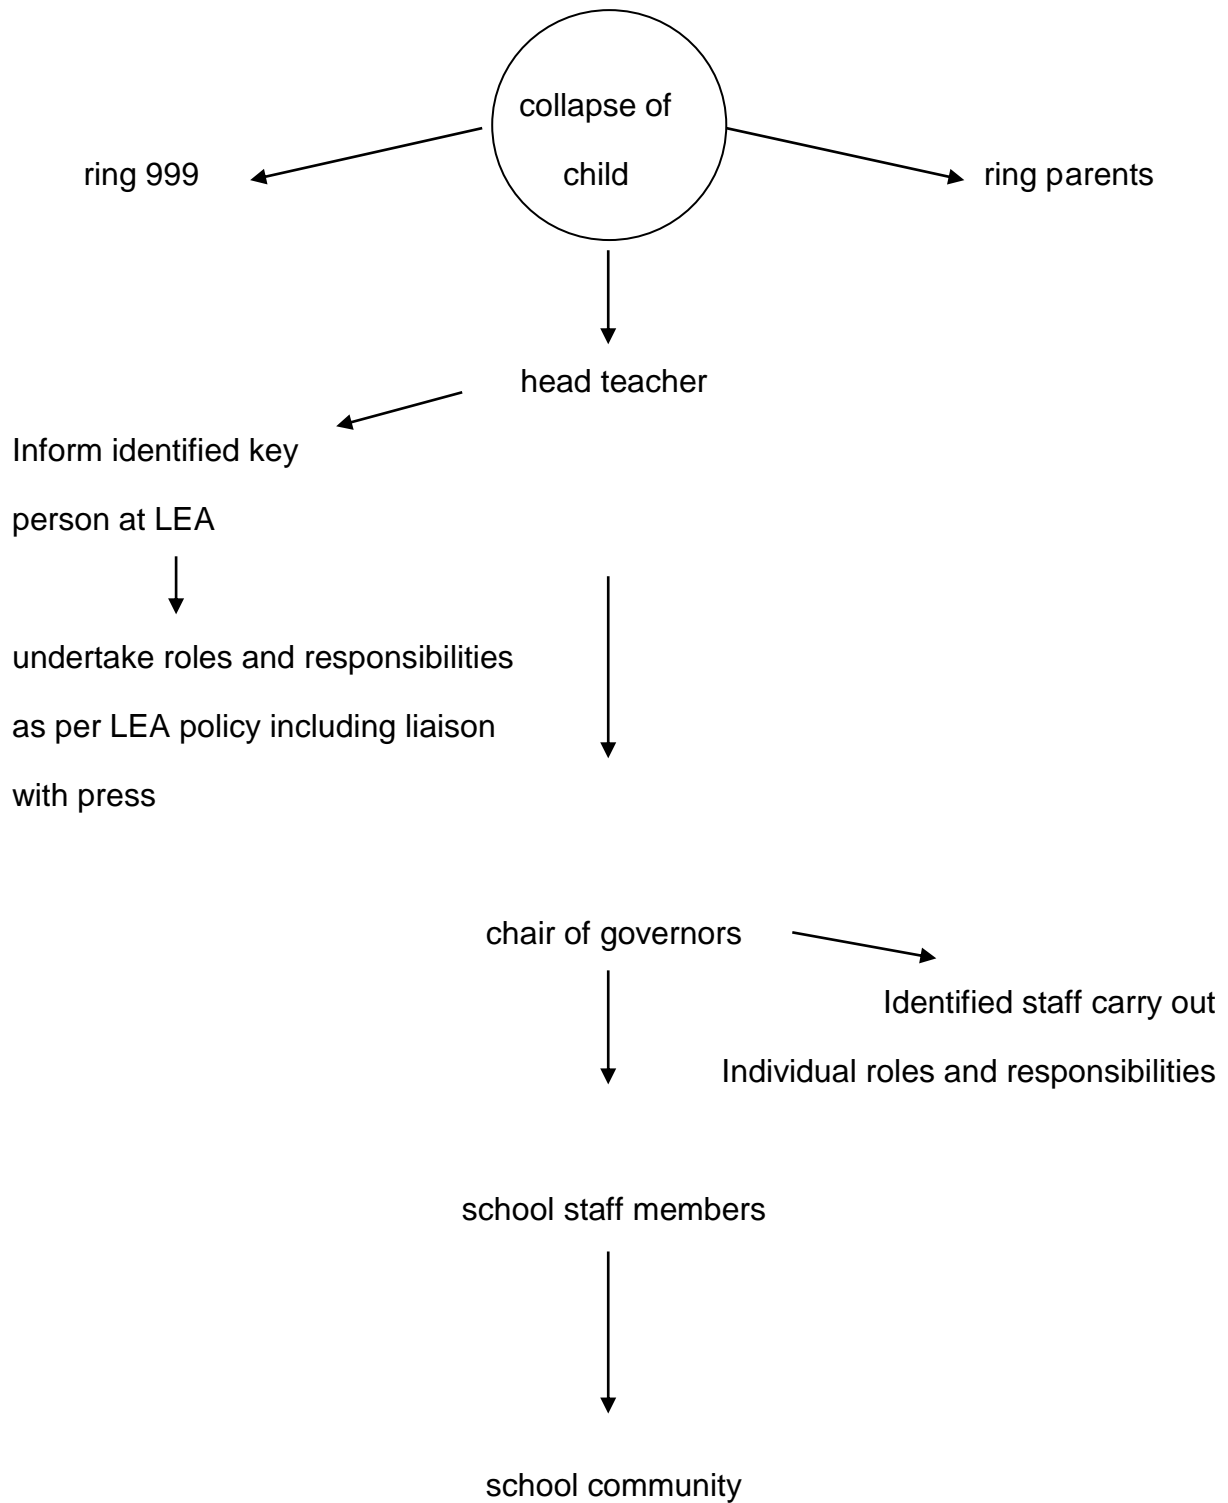 collapse of
child
ring 999
ring parents
head teacher
Inform identified key
person at LEA
undertake roles and responsibilities
as per LEA policy including liaison
with press
chair of governors
Identified staff carry out
Individual roles and responsibilities
school staff members
school community